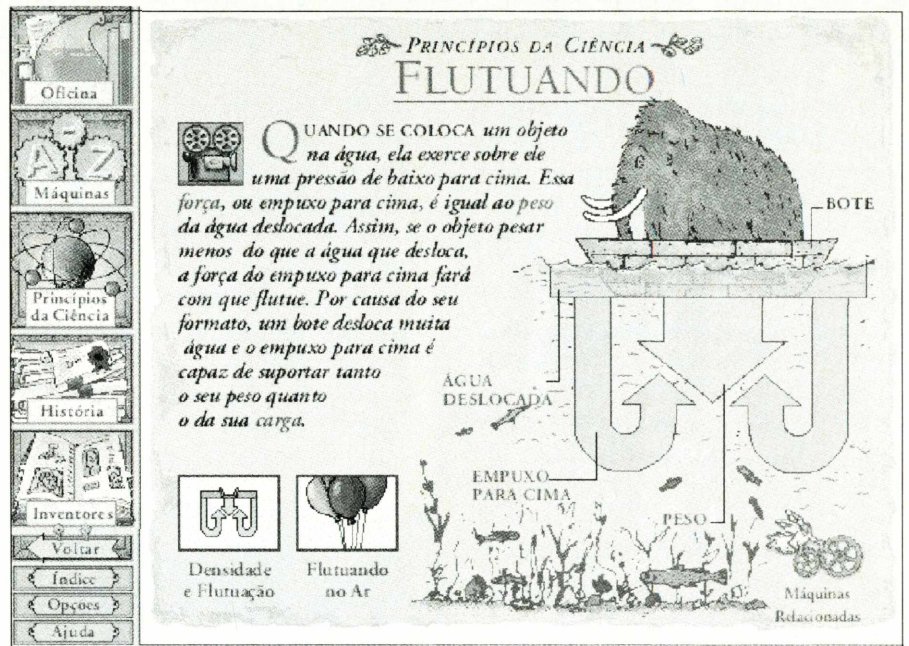 Oficina
A-Z
Máquinas
Princípios
da Ciência
História
Inventores
Voltar
Índice
Opções
Ajuda
PRINCÍPIOS DA CIÊNCIA
FLUTUANDO
QUANDO SE COLOCA um objeto
na água, ela exerce sobre ele
uma pressão de baixo para cima. Essa
força, ou empuxo para cima, é igual ao peso
da água deslocada. Assim, se o objeto pesar
menos do que a água que desloca,
a força do empuxo para cima fará
com que flutue. Por causa do seu
formato, um bote desloca muita
água e o empuxo para cima é
capaz de suportar tanto
o seu peso quanto
o da sua carga.
BOTE
ÁGUA
DESLOCADA
EMPUXO
PARA CIMA
PESO
Densidade
e Flutuação
Flutuando
no Ar
Máquinas
Relacionadas